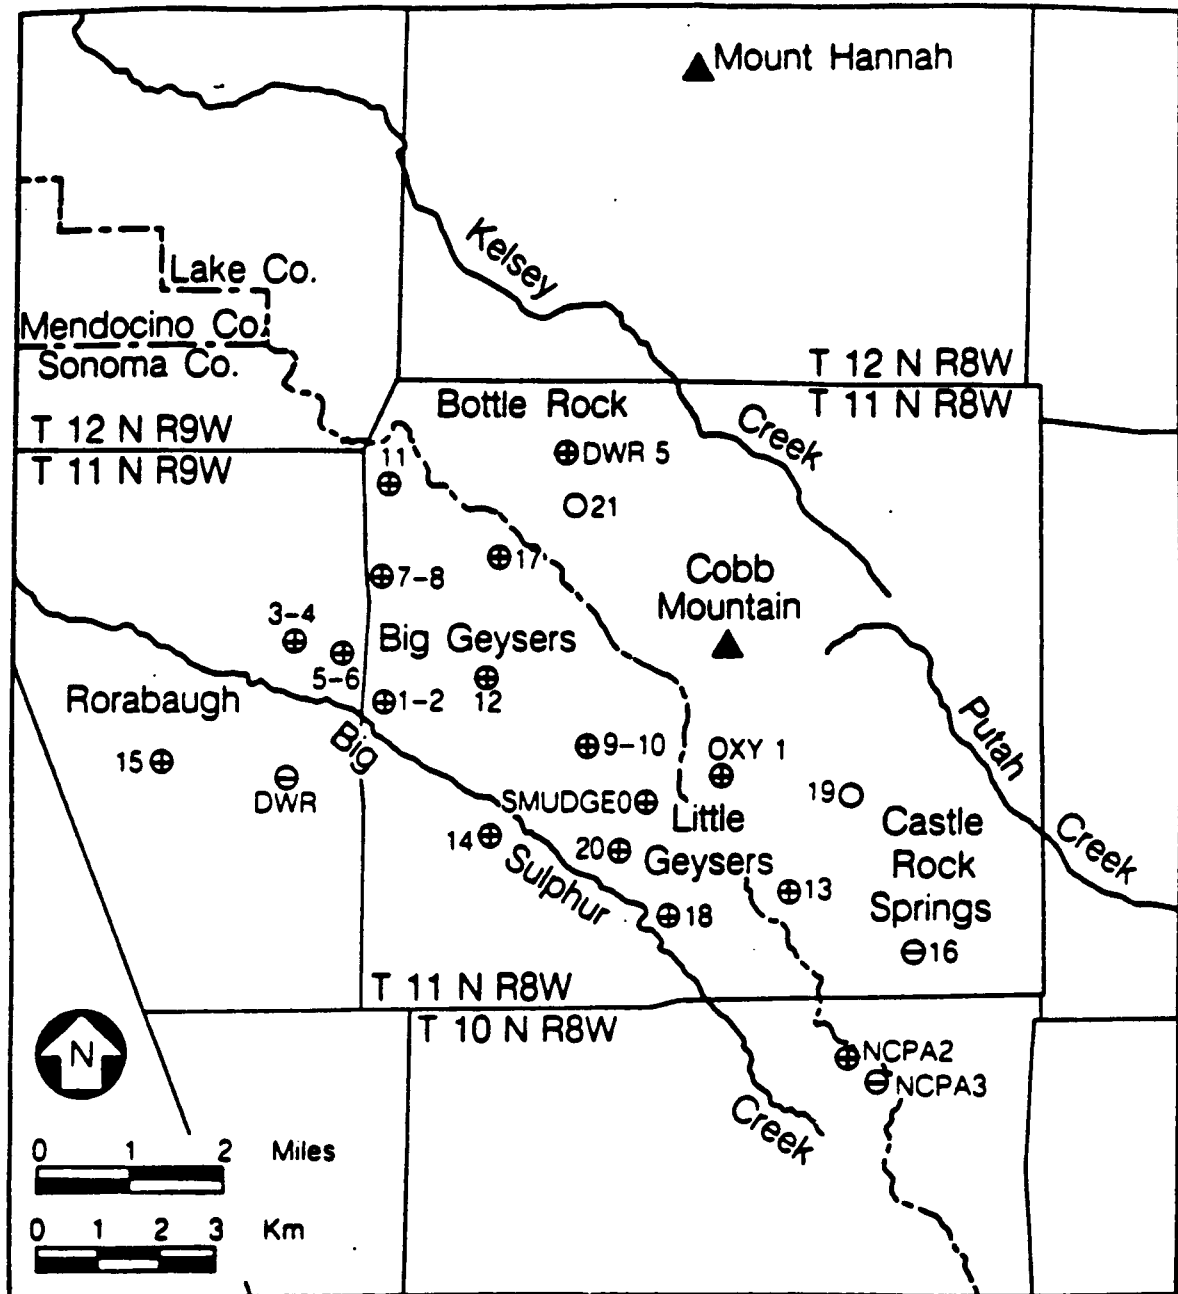 Mount Hannah
Kelsey
Lake Co.
Mendocino Co.
Sonoma Co.
T 12 N R8W
T 11 N R8W
Bottle Rock
T 12 N R9W
T 11 N R9W
Creek
11
DWR 5
21
17
7-8
Cobb
Mountain
3-4
5-6
Big Geysers
Rorabaugh
1-2
12
Putah
Big
9-10
OXY 1
15
DWR
SMUDGE0
19
Little
Geysers
Castle
Rock
Springs
Creek
14
20
Sulphur
13
18
16
T 11 N R8W
T 10 N R8W
N
NCPA2
NCPA3
Creek
0 1 2 Miles
0 1 2 3 Km